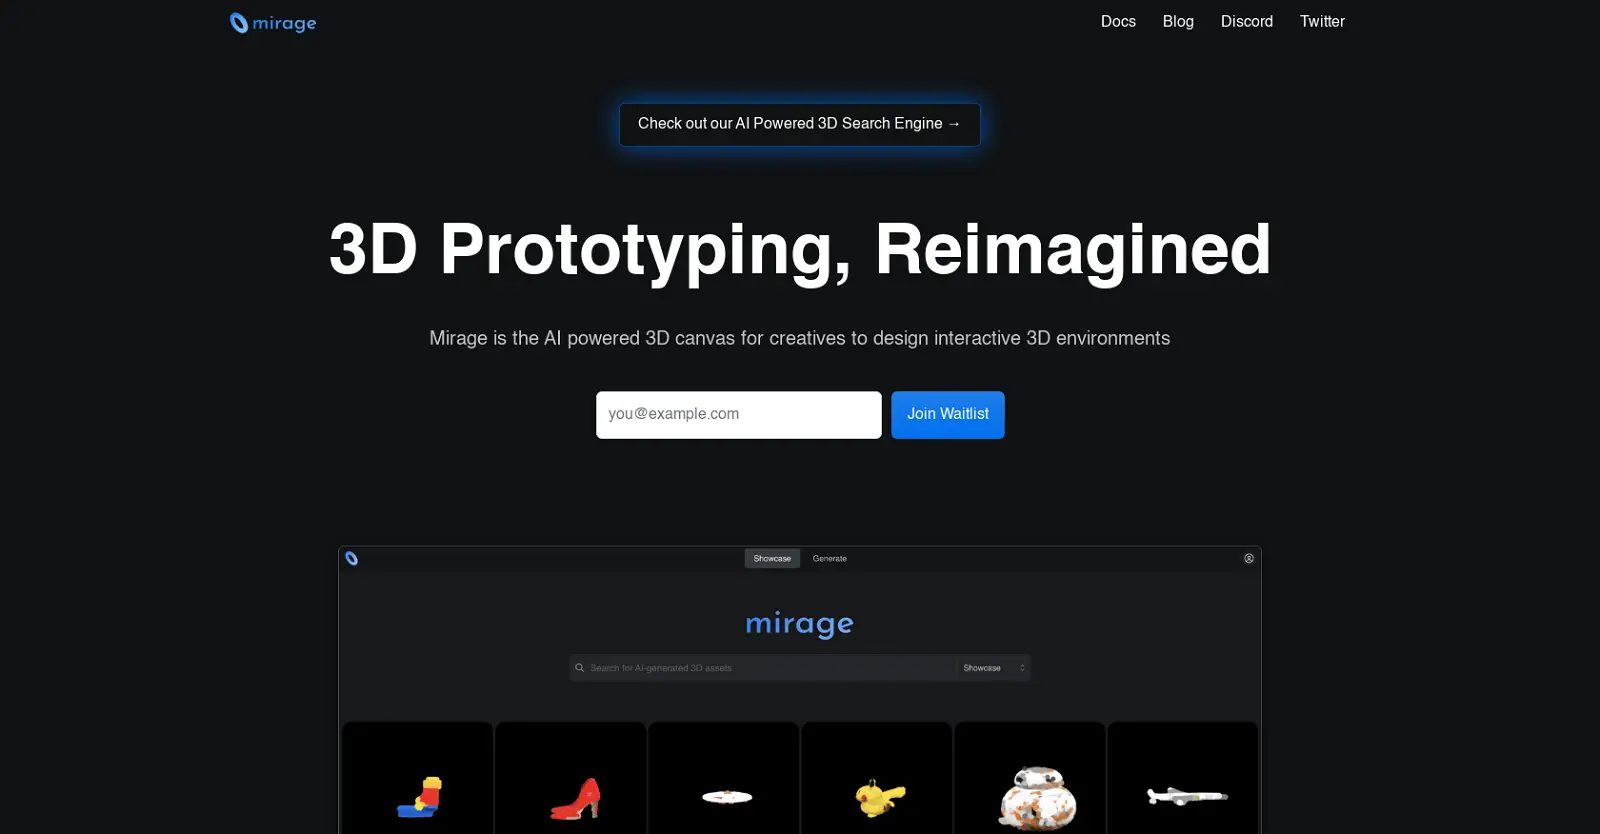 mirage
Docs Blog Discord Twitter
Check out our AI Powered 3D Search Engine →
3D Prototyping, Reimagined
Mirage is the AI powered 3D canvas for creatives to design interactive 3D environments
you@example.com Join Waitlist
Showcase Generate
mirage
Search for AI-generated 3D assets Showcase